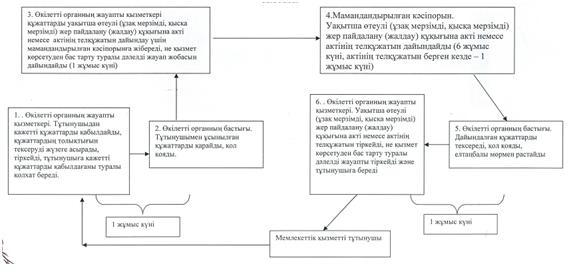 3. Өкілетті органның жауапты қызметкері
құжаттарды уақытша өтеулі (ұзақ мерзімді, қысқа
мерзімді) жер пайдалану (жалдау) құқығына акті
немесе актінің телқұжатын дайындау үшін
мамандандырылған кәсіпорынға жібереді, не қызмет
көрсетуден бас тарту туралы дәлелді жауап жобасын
дайындайды (1 жұмыс күні)
4.Мамандандырылған кәсіпорын.
Уақытша өтеулі (ұзақ мерзімді, қысқа мерзімді)
жер пайдалану (жалдау) құқығына акті немесе
актінің телқұжатын дайындайды (6 жұмыс
күні, актінің телқұжатын берген кезде – 1
жұмыс күні)
1. . Өкілетті органның жауапты
қызметкері. Тұтынушыдан
қажетті құжаттарды қабылдайды,
құжаттардың толықтығын
тексеруді жүзеге асырады,
тіркейді, тұтынушыға қажетті
құжаттарды қабылдағаны туралы
қолхат береді.
2. Өкілетті органның бастығы.
Тұтынушымен ұсынылған
құжаттарды қарайды, қол
қояды.
6. . Өкілетті органның жауапты
қызметкері. Уақытша өтеулі (ұзақ
мерзімді, қысқа мерзімді) жер
пайдалану (жалдау) құқығына
акті немесе актінің
телқұжатын тіркейді, не қызмет
көрсетуден бас тарту туралы
дәлелді жауапты тіркейді және
тұтынушыға береді
5. Өкілетті органның бастығы.
Дайындалған құжаттарды
тексереді, қол қояды,
елтаңбалы мөрмен растайды
1 жұмыс күні
1 жұмыс күні
Мемлекеттік қызметті тұтынушы